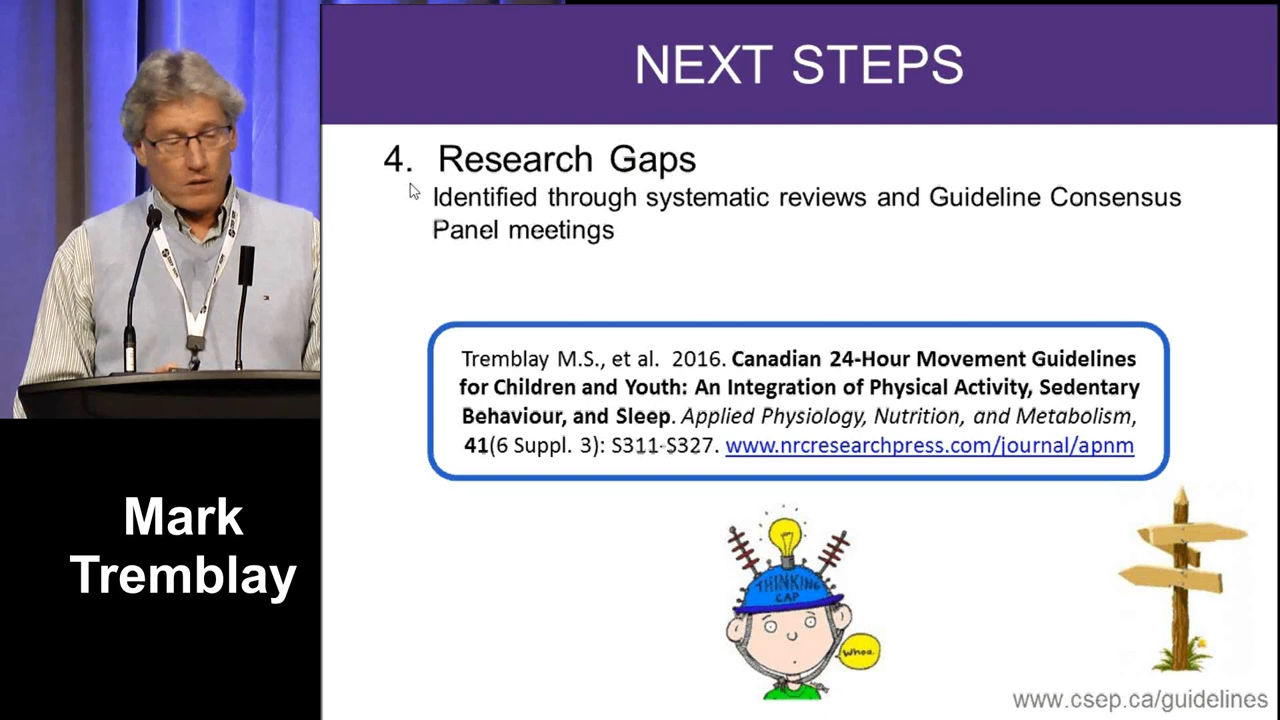 NEXT STEPS
4. Research Gaps
Identified through systematic reviews and Guideline Consensus
Panel meetings
Tremblay M.S., et al. 2016. Canadian 24-Hour Movement Guidelines
for Children and Youth: An Integration of Physical Activity, Sedentary
Behaviour, and Sleep. Applied Physiology, Nutrition, and Metabolism,
41(6 Suppl. 3): S311-S327. www.nrcresearchpress.com/journal/apnm
THINKING
CAP
Whoa.
www.csep.ca/guidelines
Mark
Tremblay